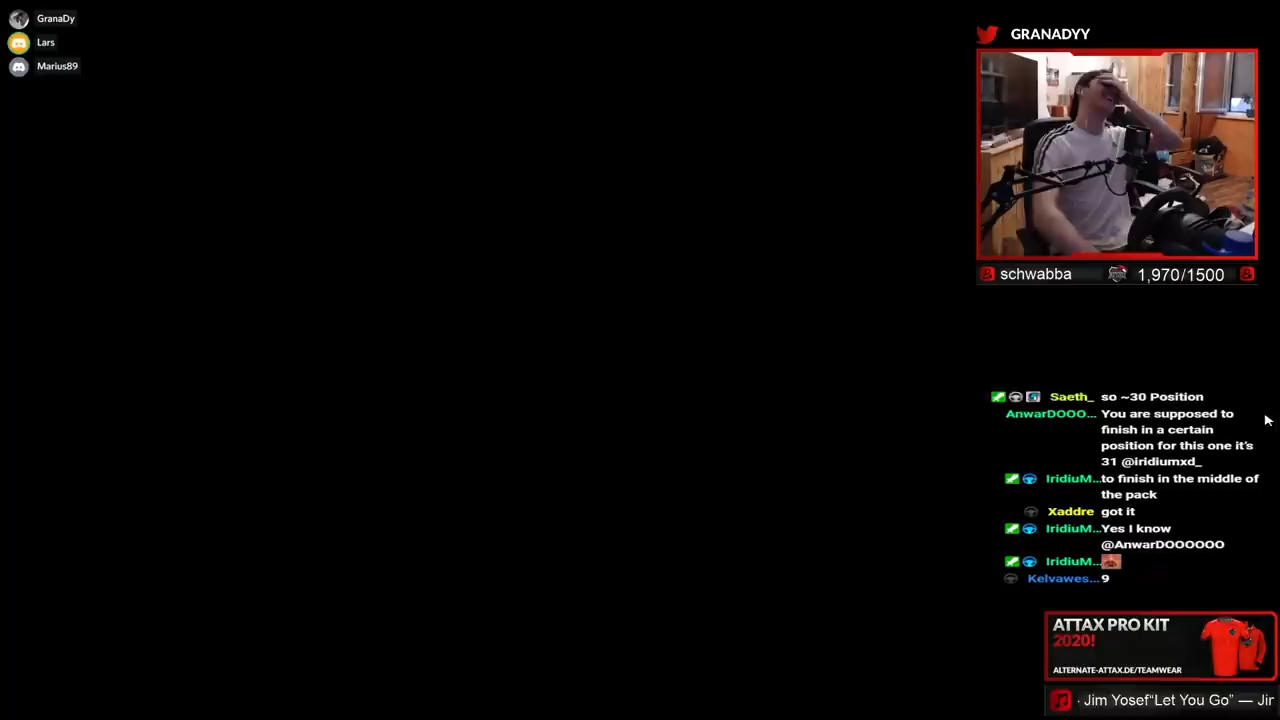 GranaDy
Lars
Marius89
GRANADYY
schwabba 1,970/1500
Saeth_ so ~30 Position
AnwarDOOO... You are supposed to
finish in a certain
position for this one it's
31 @iridiumxd_
IridiuM... to finish in the middle of
the pack
Xaddre got it
IridiuM... Yes I know
@AnwarDOOOOOO
IridiuM...
Kelvawes... 9
ATTAX PRO KIT
2020!
ALTERNATE-ATTAX.DE/TEAMWEAR
· Jim Yosef "Let You Go" — Jir